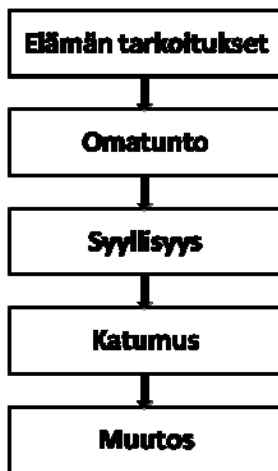 Elämän tarkoitukset
Omatunto
Syyllisyys
Katumus
Muutos